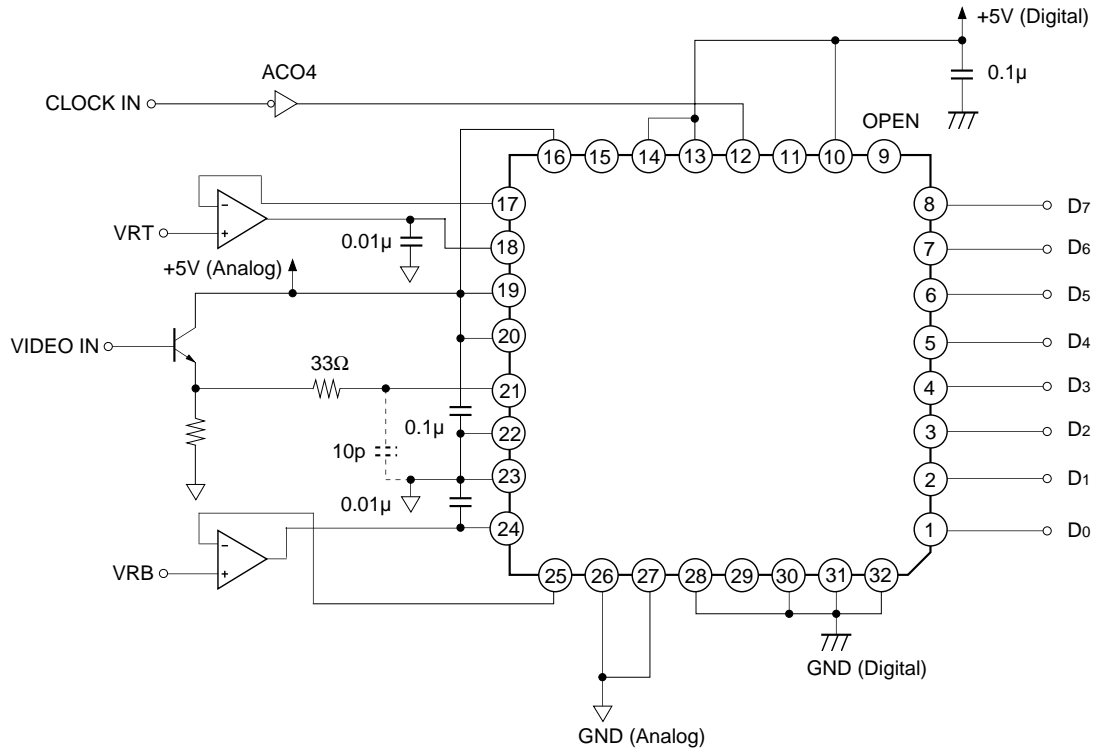 +5V (Digital)
ACO4
0.1µ
CLOCK IN
OPEN
16 15 14 13 12 11 10 9
17
8 D7
VRT
0.01µ
18
7 D6
+5V (Analog)
19
6 D5
20
5 D4
VIDEO IN
33Ω
21
4 D3
0.1µ
22
3 D2
10p
23
2 D1
0.01µ
24
1 D0
VRB
25 26 27 28 29 30 31 32
GND (Digital)
GND (Analog)